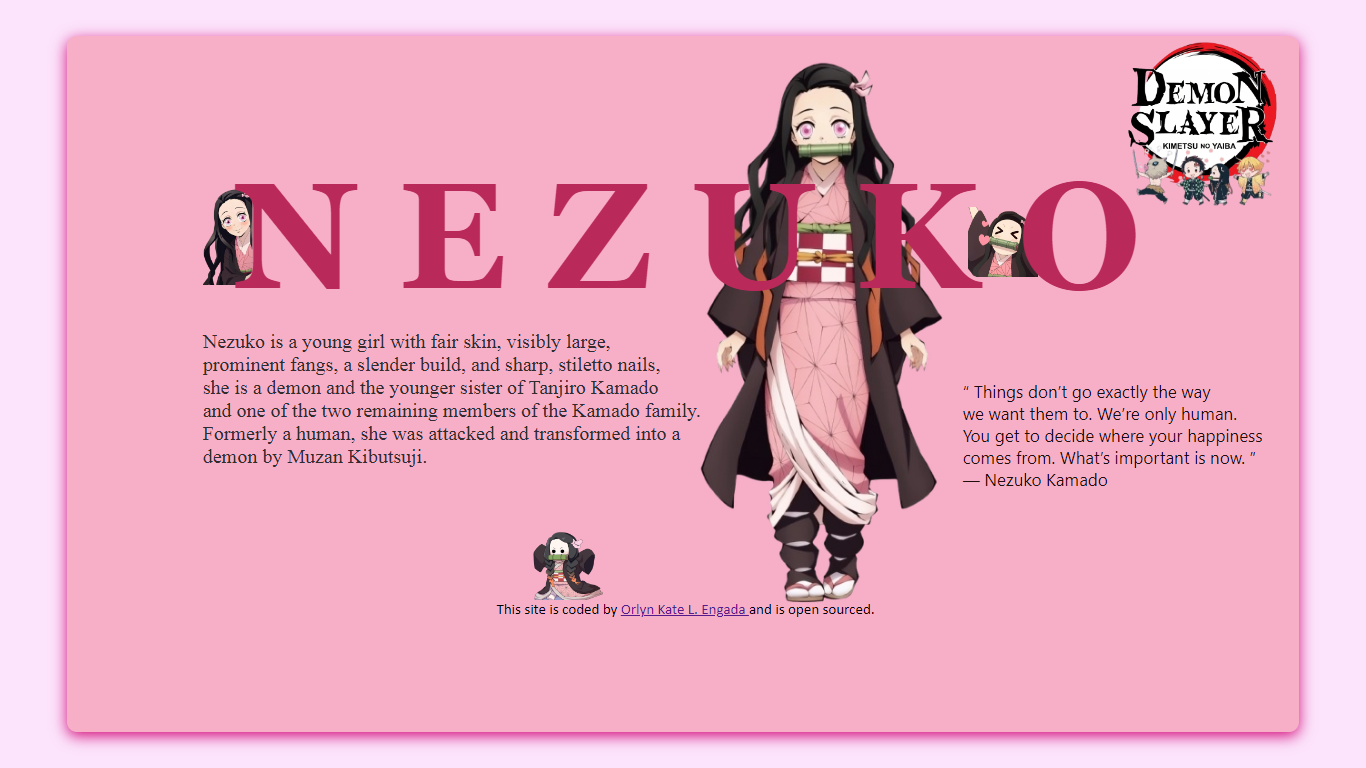 DEMON
SLAYER
KIMETSU NO YAIBA
NEZUKO
Nezuko is a young girl with fair skin, visibly large,
prominent fangs, a slender build, and sharp, stiletto nails,
she is a demon and the younger sister of Tanjiro Kamado
and one of the two remaining members of the Kamado family.
Formerly a human, she was attacked and transformed into a
demon by Muzan Kibutsuji.
“ Things don’t go exactly the way
we want them to. We’re only human.
You get to decide where your happiness
comes from. What’s important is now. ”
— Nezuko Kamado
This site is coded by Orlyn Kate L. Engada and is open sourced.